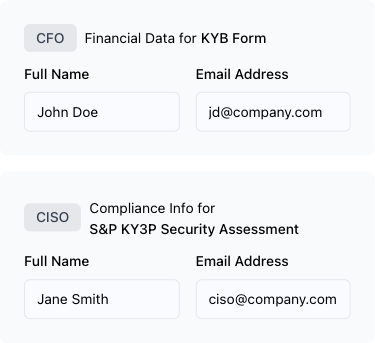 CFO Financial Data for KYB Form
Full Name Email Address
John Doe jd@company.com
CISO Compliance Info for
S&P KY3P Security Assessment
Full Name Email Address
Jane Smith ciso@company.com